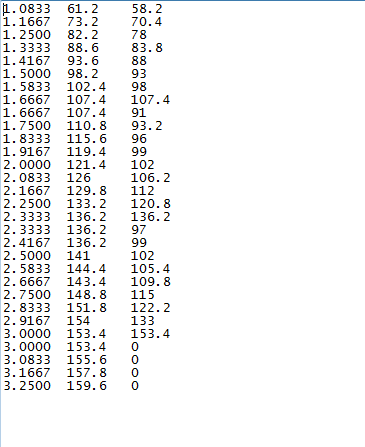 1.0833 61.2 58.2
1.1667 73.2 70.4
1.2500 82.2 78
1.3333 88.6 83.8
1.4167 93.6 88
1.5000 98.2 93
1.5833 102.4 98
1.6667 107.4 107.4
1.6667 107.4 91
1.7500 110.8 93.2
1.8333 115.6 96
1.9167 119.4 99
2.0000 121.4 102
2.0833 126 106.2
2.1667 129.8 112
2.2500 133.2 120.8
2.3333 136.2 136.2
2.3333 136.2 97
2.4167 136.2 99
2.5000 141 102
2.5833 144.4 105.4
2.6667 143.4 109.8
2.7500 148.8 115
2.8333 151.8 122.2
2.9167 154 133
3.0000 153.4 153.4
3.0000 153.4 0
3.0833 155.6 0
3.1667 157.8 0
3.2500 159.6 0